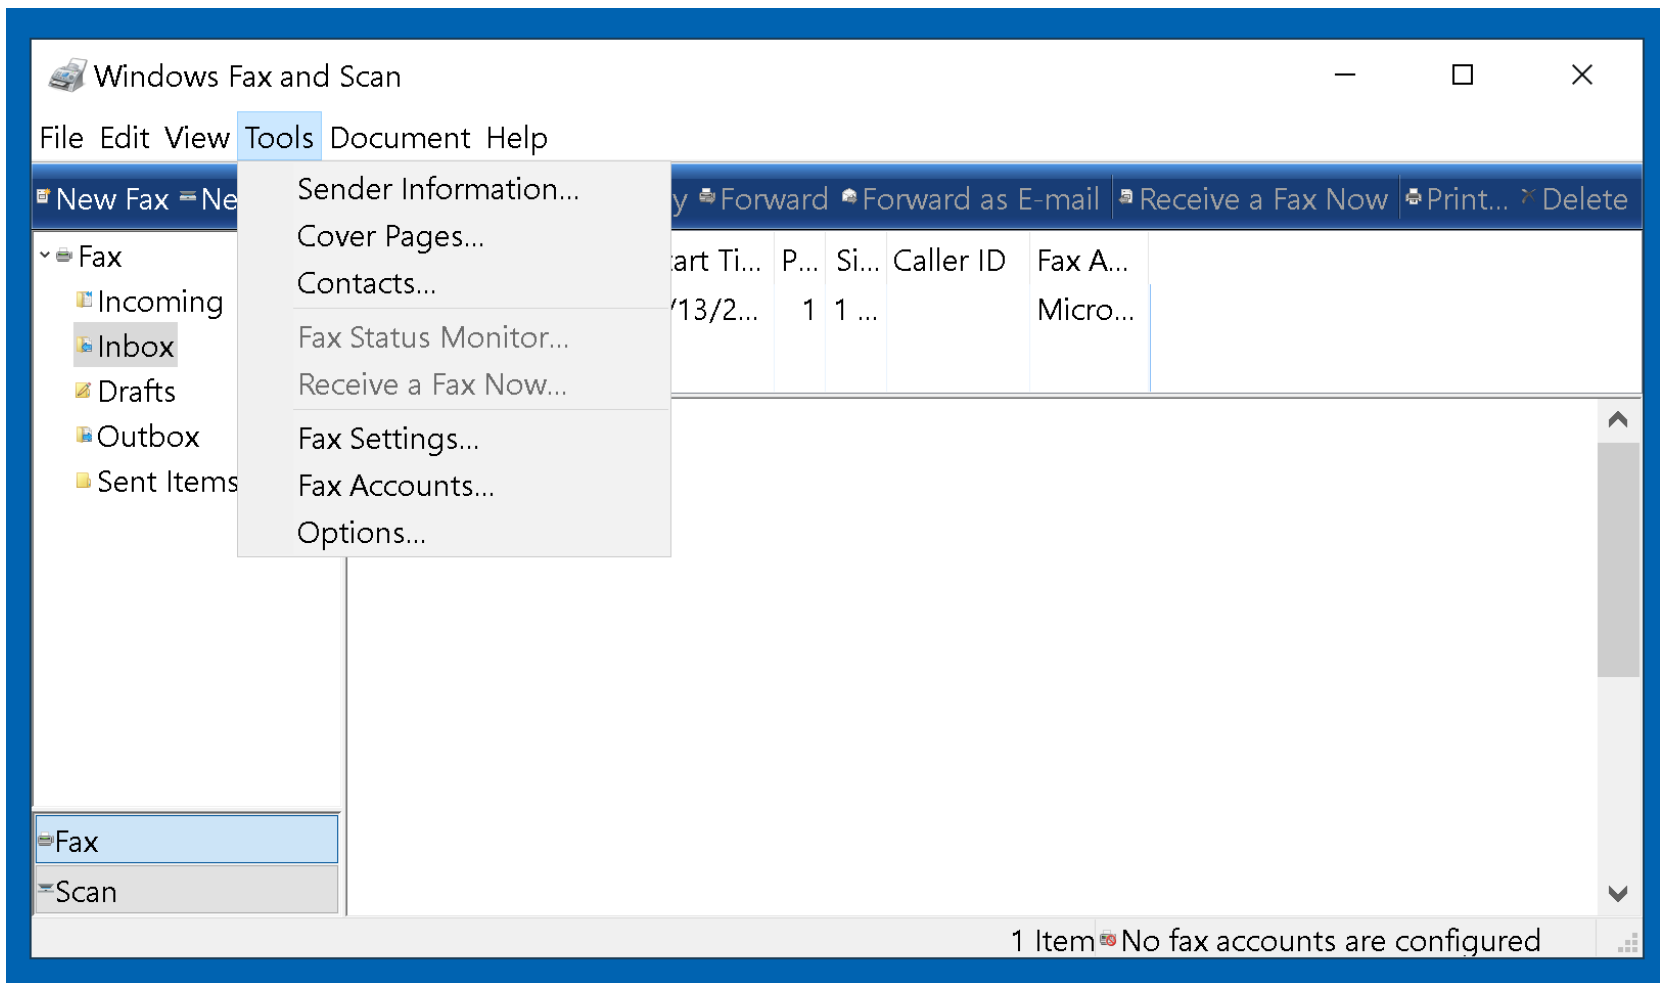 Windows Fax and Scan
File Edit View Tools Document Help
New Fax Ne Forward Forward as E-mail Receive a Fax Now Print... Delete
Sender Information...
Cover Pages...
Contacts...
Fax Status Monitor...
Receive a Fax Now...
Fax Settings...
Fax Accounts...
Options...
Fax
Incoming
Inbox
Drafts
Outbox
Sent Items
art Ti... P... Si... Caller ID Fax A...
/13/2... 1 1 ... Micro...
Fax
Scan
1 Item No fax accounts are configured